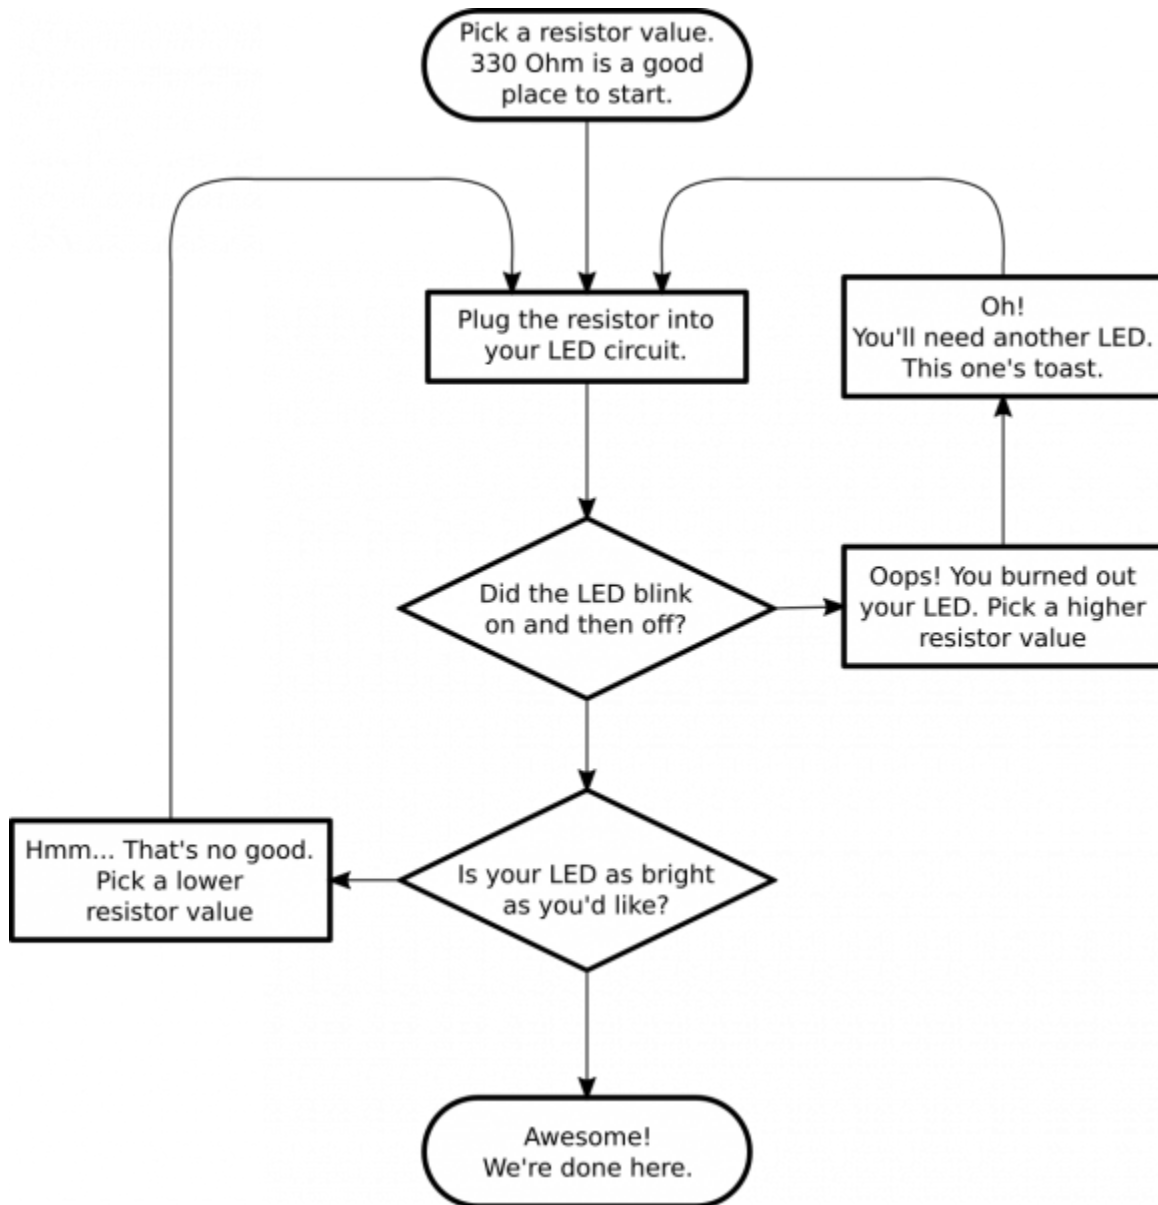 Pick a resistor value.
330 Ohm is a good
place to start.
Plug the resistor into
your LED circuit.
Oh!
You'll need another LED.
This one's toast.
Did the LED blink
on and then off?
Oops! You burned out
your LED. Pick a higher
resistor value
Hmm... That's no good.
Pick a lower
resistor value
Is your LED as bright
as you'd like?
Awesome!
We're done here.